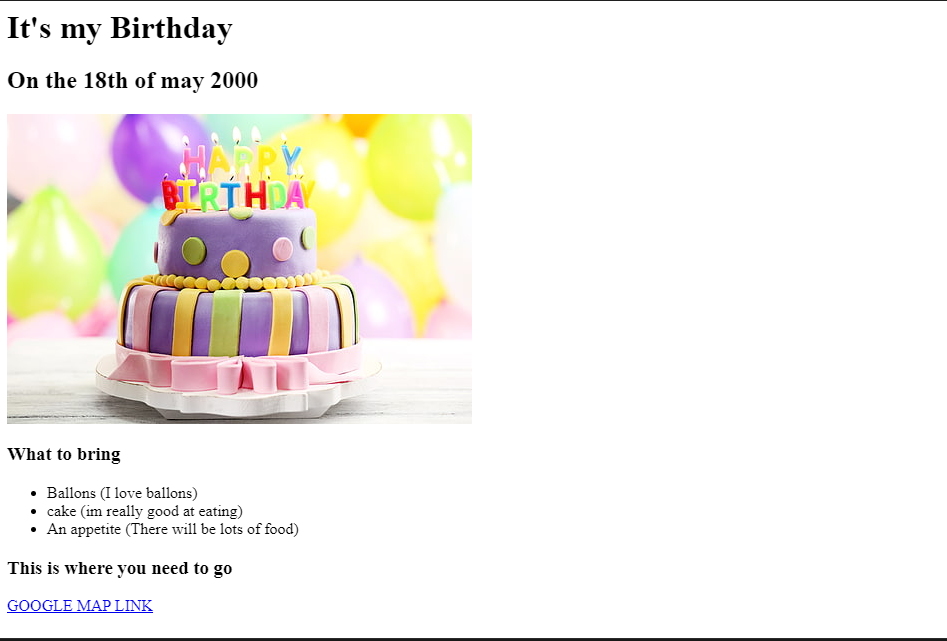 It's my Birthday
On the 18th of may 2000
HAPPY
BIRTHDAY
What to bring
Ballons (I love ballons)
cake (im really good at eating)
An appetite (There will be lots of food)
This is where you need to go
GOOGLE MAP LINK